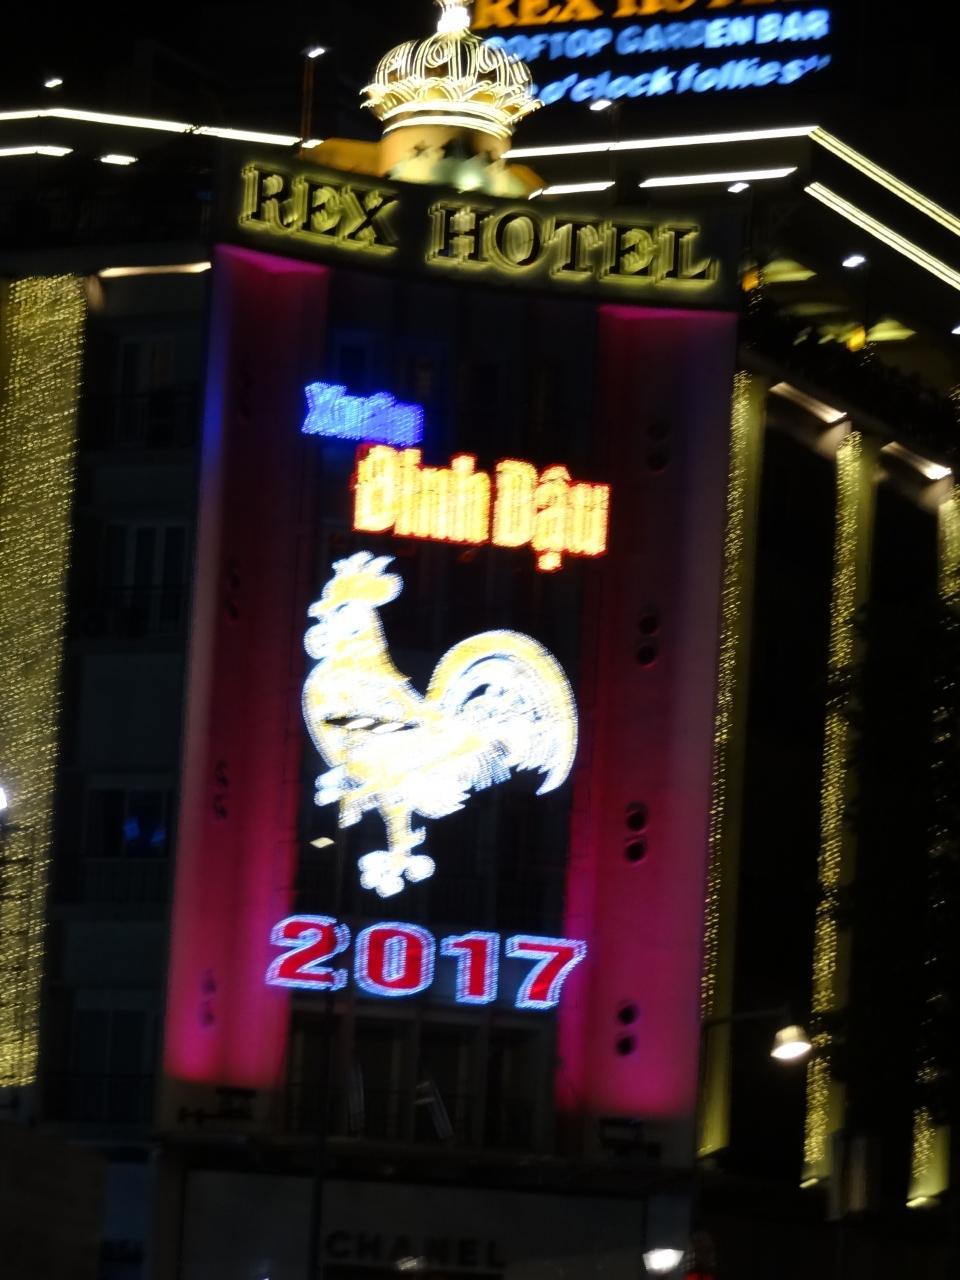 REX HOTEL
ROOFTOP GARDEN BAR
o'clock follies"
REX HOTEL
Xuân
Đinh Dậu
2017
CHANEL